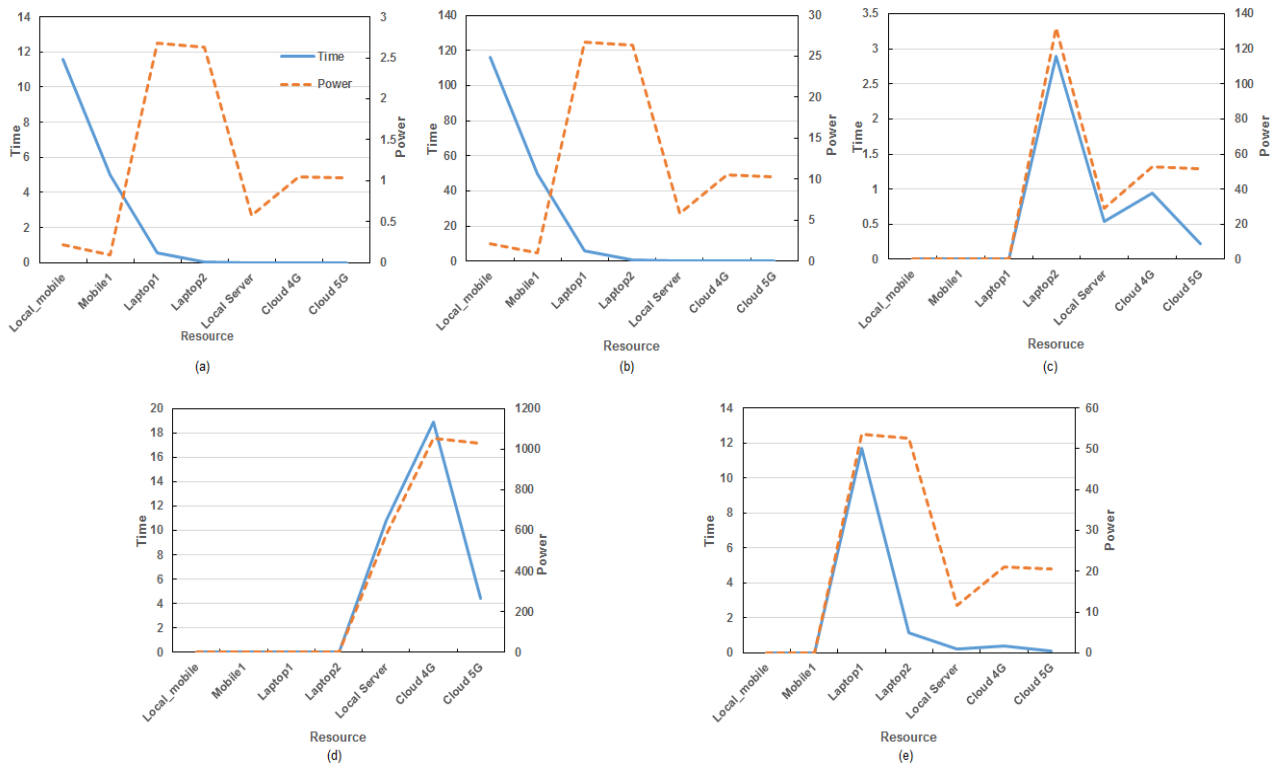 14
12
10
8
6
4
2
0
Time
3
2.5
2
1.5
1
0.5
0
Power
Time
Power
Local_mobile
Mobile1
Laptop1
Laptop2
Local Server
Cloud 4G
Cloud 5G
Resource
(a)
140
120
100
80
60
40
20
0
Time
30
25
20
15
10
5
0
Power
Local_mobile
Mobile1
Laptop1
Laptop2
Local Server
Cloud 4G
Cloud 5G
Resource
(b)
3.5
3
2.5
2
1.5
1
0.5
0
Time
140
120
100
80
60
40
20
0
Power
Local_mobile
Mobile1
Laptop1
Laptop2
Local Server
Cloud 4G
Cloud 5G
Resoruce
(c)
20
18
16
14
12
10
8
6
4
2
0
Time
1200
1000
800
600
400
200
0
Power
Local_mobile
Mobile1
Laptop1
Laptop2
Local Server
Cloud 4G
Cloud 5G
Resource
(d)
14
12
10
8
6
4
2
0
Time
60
50
40
30
20
10
0
Power
Local_mobile
Mobile1
Laptop1
Laptop2
Local Server
Cloud 4G
Cloud 5G
Resource
(e)